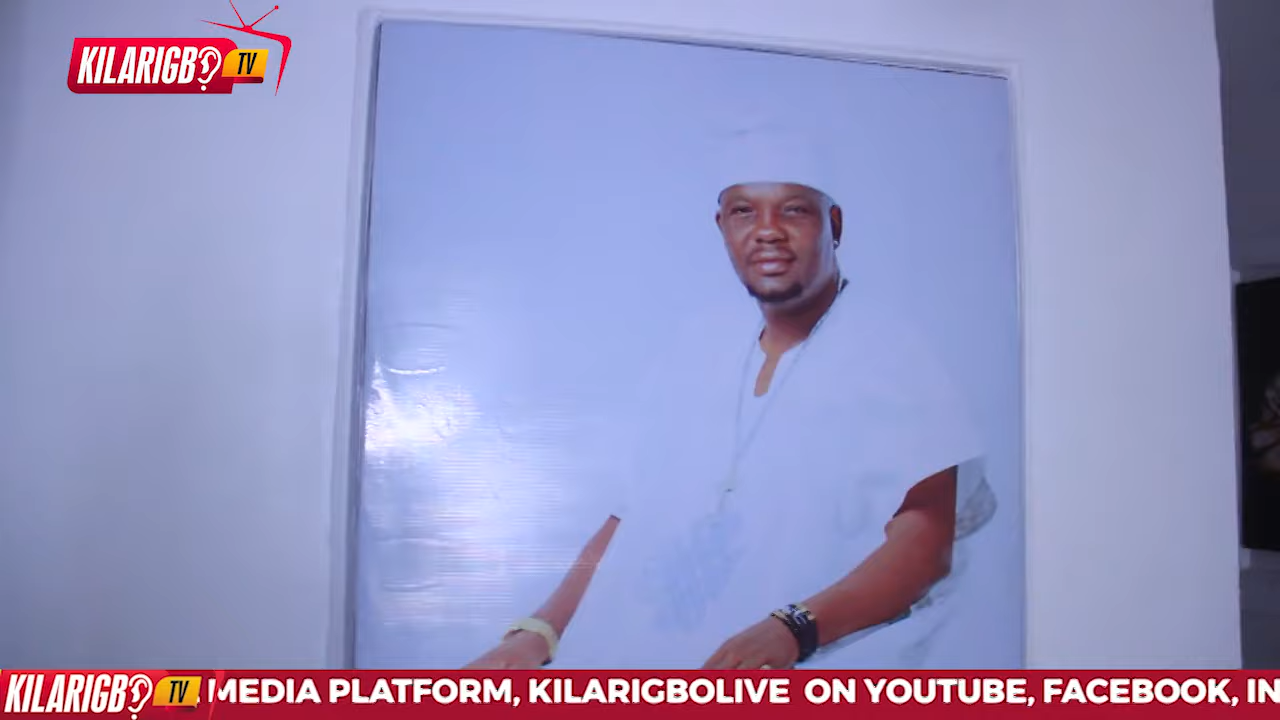 KILARIGBO TV
KILARIGBO TV MEDIA PLATFORM, KILARIGBOLIVE ON YOUTUBE, FACEBOOK, IN